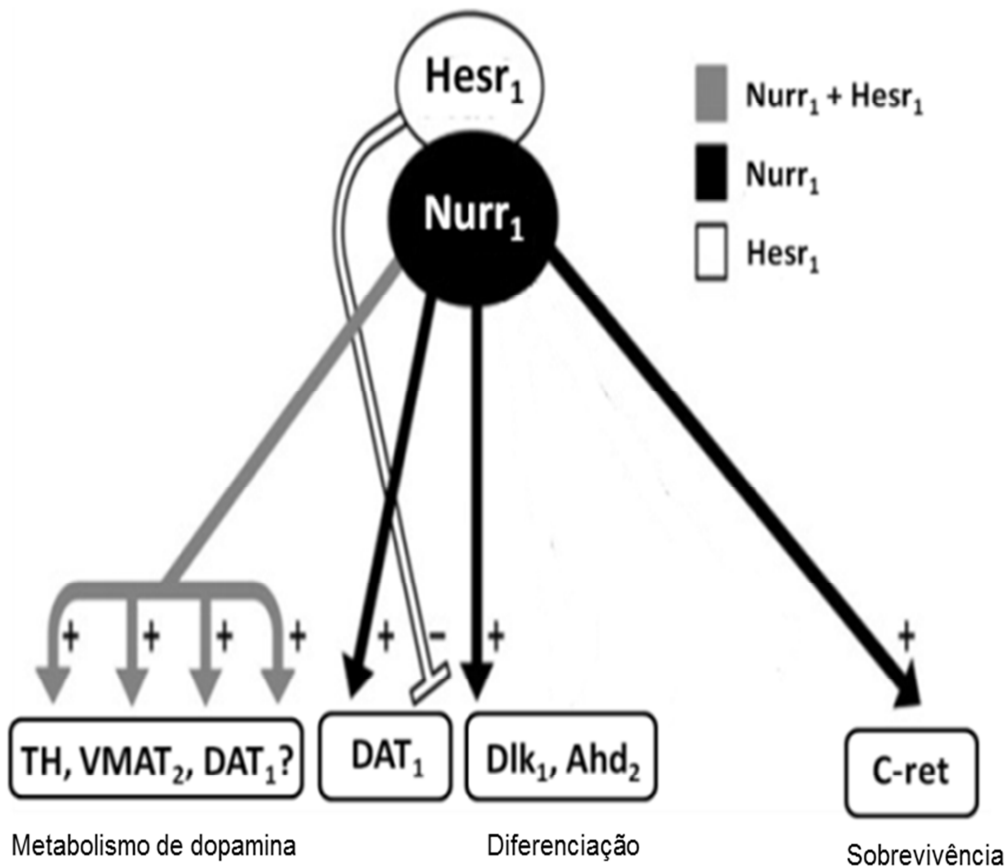 Hesr₁
Nurr₁ + Hesr₁
Nurr₁
Nurr₁
Hesr₁
+ + + + + - + +
TH, VMAT₂, DAT₁?
DAT₁
Dlk₁, Ahd₂
C-ret
Metabolismo de dopamina
Diferenciação
Sobrevivência